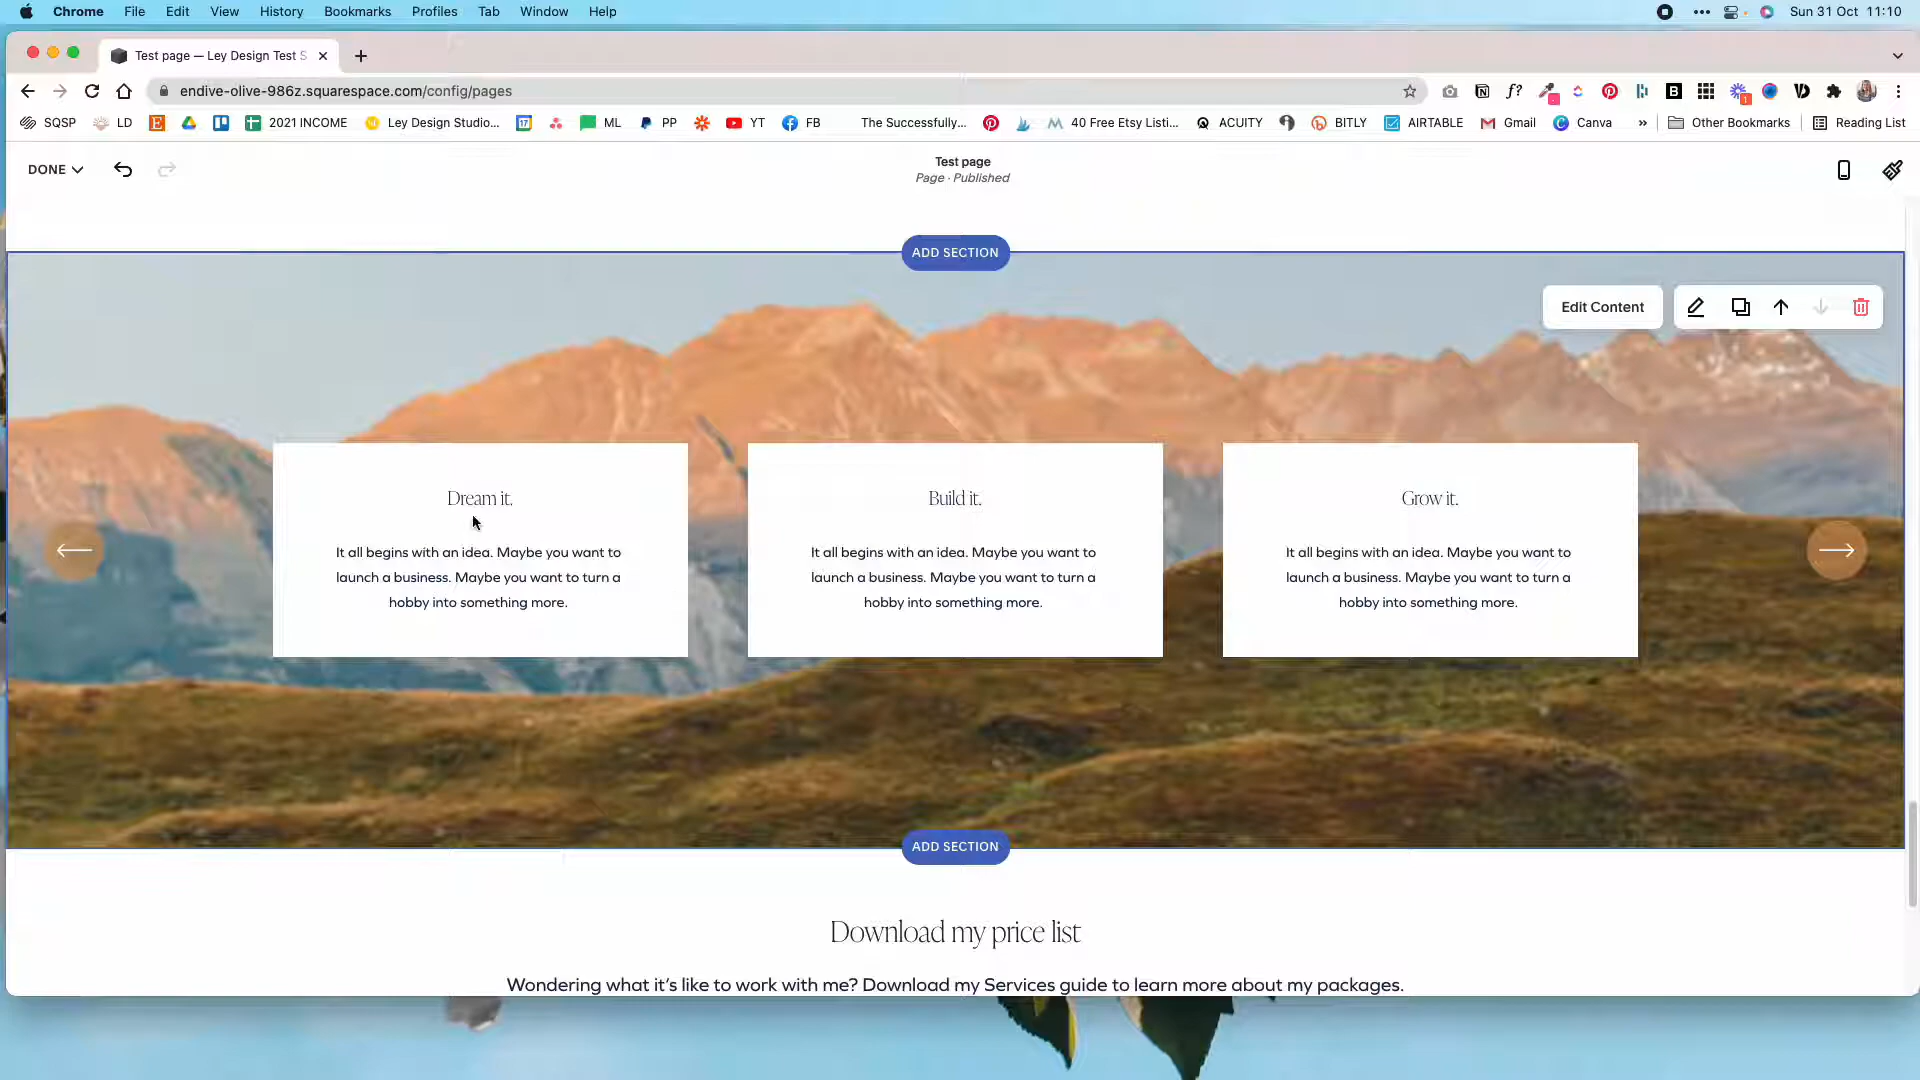 Chrome File Edit View History Bookmarks Profiles Tab Window Help Sun 31 Oct 11:10
Test page — Ley Design Test S
endive-olive-986z.squarespace.com/config/pages
SQSP LD 2021 INCOME Ley Design Studio... ML PP YT FB The Successfully... 40 Free Etsy Listi... ACUITY BITLY AIRTABLE Gmail Canva » Other Bookmarks Reading List
DONE
Test page
Page · Published
ADD SECTION
Edit Content
Dream it.
It all begins with an idea. Maybe you want to
launch a business. Maybe you want to turn a
hobby into something more.
Build it.
It all begins with an idea. Maybe you want to
launch a business. Maybe you want to turn a
hobby into something more.
Grow it.
It all begins with an idea. Maybe you want to
launch a business. Maybe you want to turn a
hobby into something more.
ADD SECTION
Download my price list
Wondering what it's like to work with me? Download my Services guide to learn more about my packages.